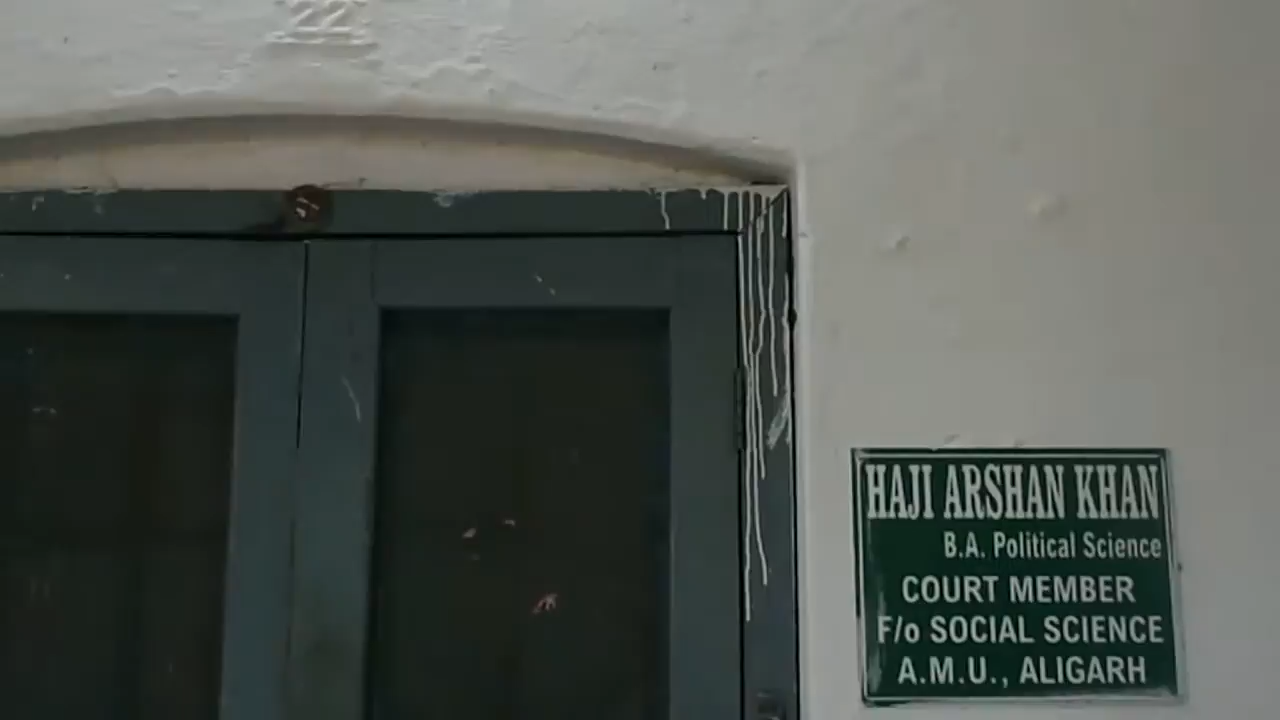 HAJI ARSHAN KHAN
B.A. Political Science
COURT MEMBER
F/o SOCIAL SCIENCE
A.M.U., ALIGARH